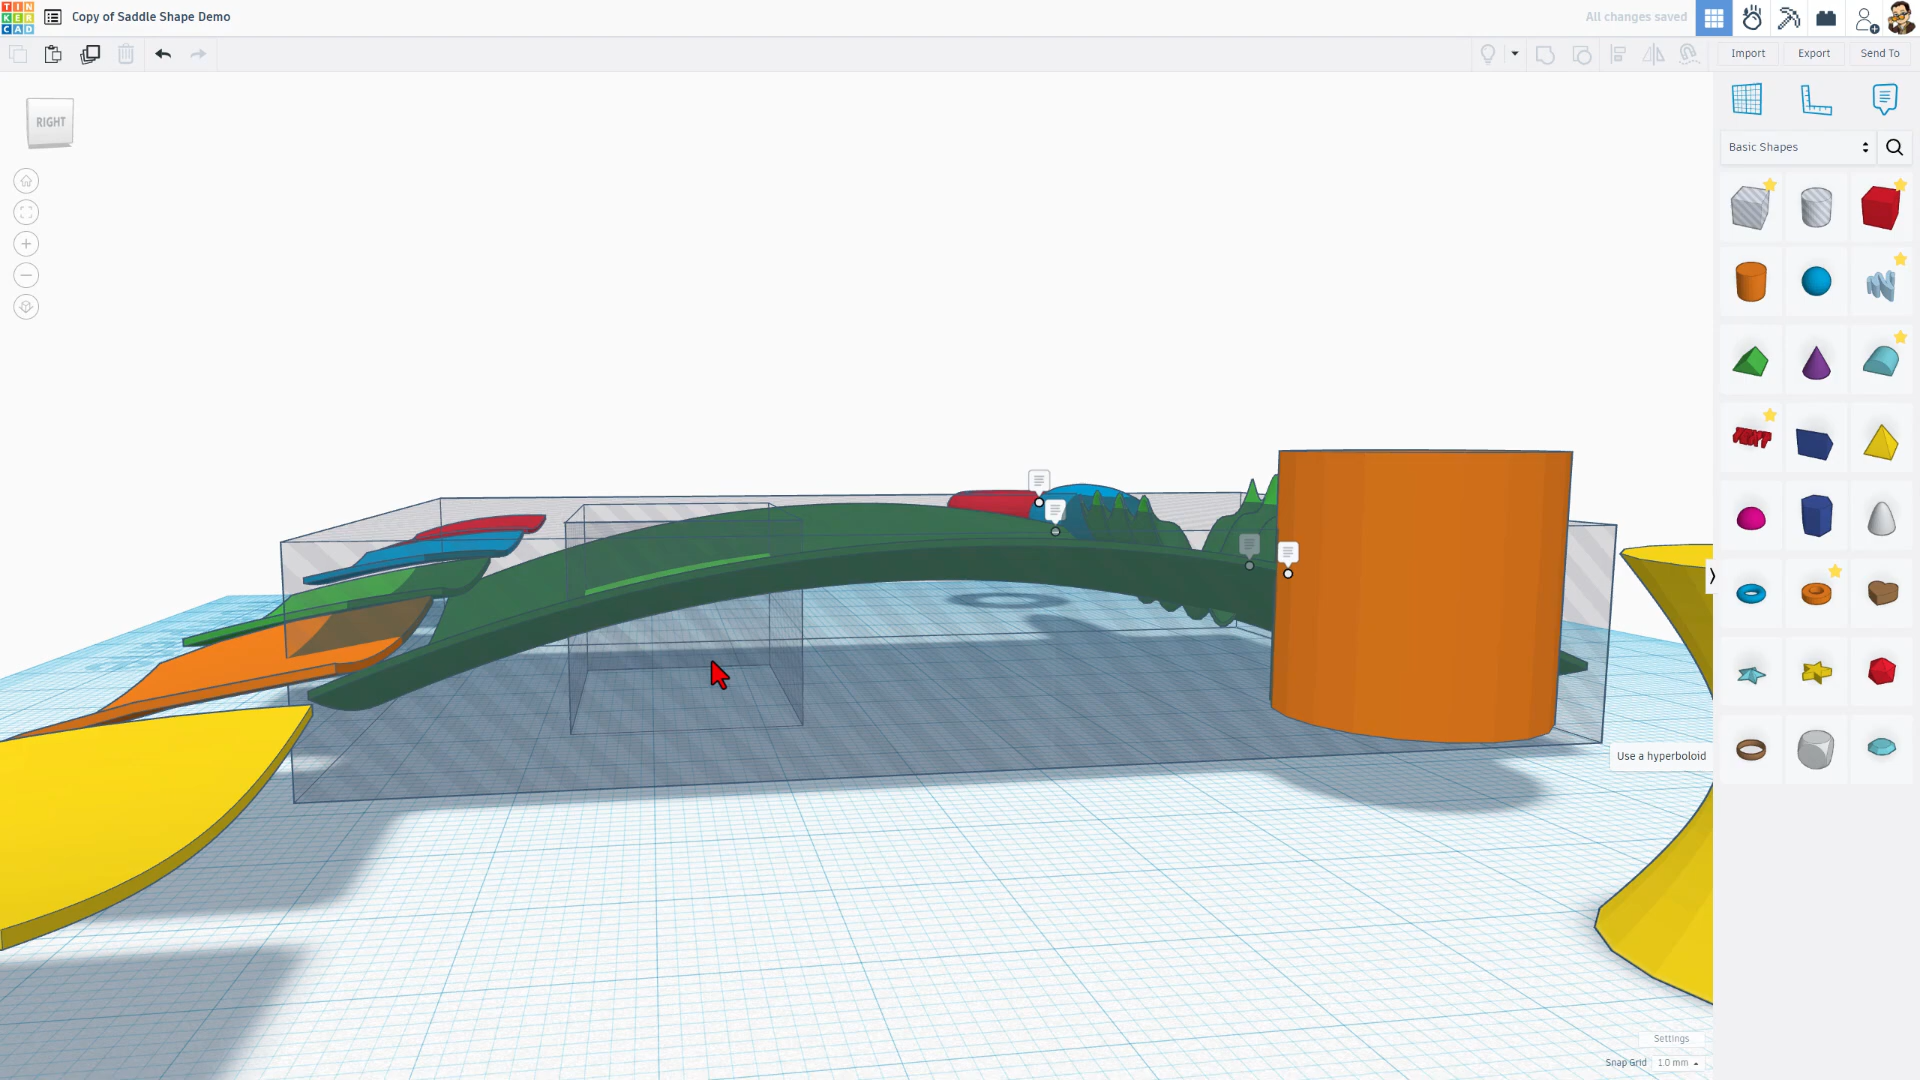 TIN
KER
CAD
Copy of Saddle Shape Demo
All changes saved
Import
Export
Send To
RIGHT
Basic Shapes
TEXT
Use a hyperboloid
Settings
Snap Grid 1.0 mm